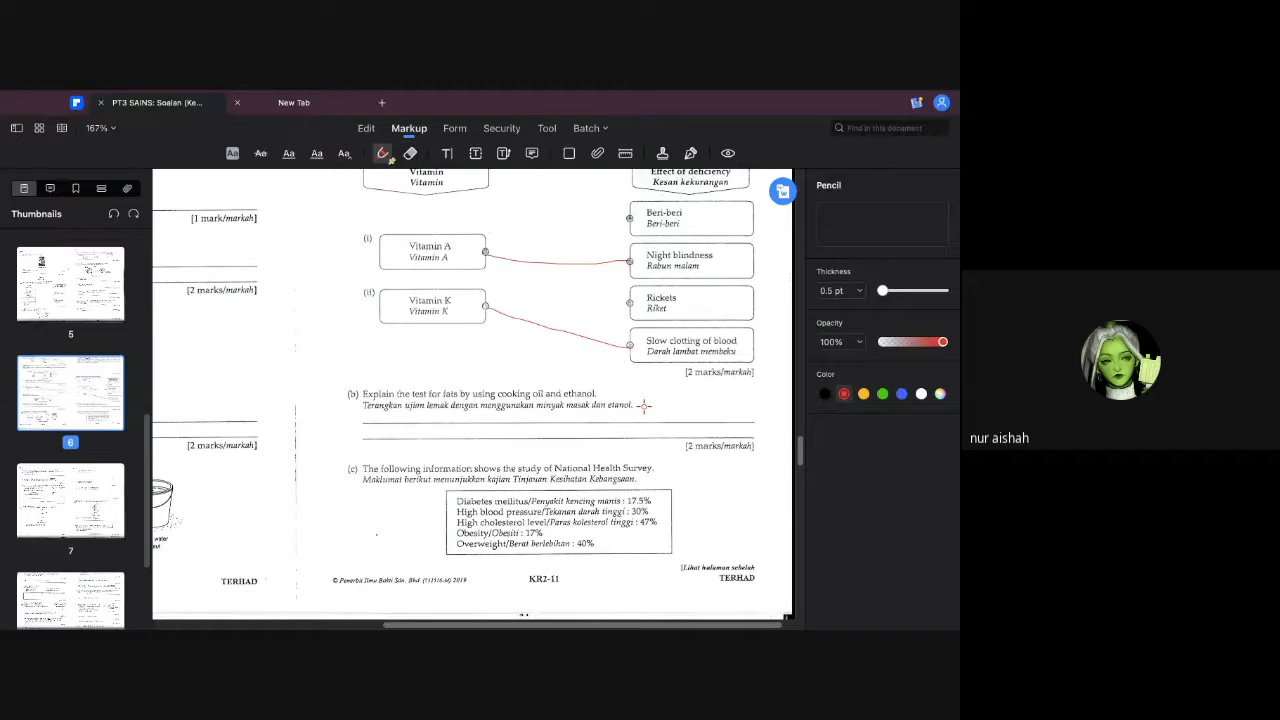 PT3 SAINS: Soalan (Ke...
New Tab
167%
Edit
Markup
Form
Security
Tool
Batch
Find in this document
Thumbnails
5
6
7
[1 mark/markah]
[2 marks/markah]
[2 marks/markah]
water
TERHAD
Vitamin
Vitamin
Effect of deficiency
Kesan kekurangan
Beri-beri
Beri-beri
(i)
Vitamin A
Vitamin A
Night blindness
Rabun malam
(ii)
Vitamin K
Vitamin K
Rickets
Riket
Slow clotting of blood
Darah lambat membeku
[2 marks/markah]
(b) Explain the test for fats by using cooking oil and ethanol.
Terangkan ujian lemak dengan menggunakan minyak masak dan etanol.
[2 marks/markah]
(c) The following information shows the study of National Health Survey.
Maklumat berikut menunjukkan kajian Tinjauan Kesihatan Kebangsaan.
Diabetes mellitus/Penyakit kencing manis : 17.5%
High blood pressure/Tekanan darah tinggi : 30%
High cholesterol level/Paras kolesterol tinggi : 47%
Obesity/Obesiti : 17%
Overweight/Berat berlebihan : 40%
[Lihat halaman sebelah
© Penerbit Ilmu Bakti Sdn. Bhd. 2019
KR2-11
TERHAD
Pencil
Thickness
0.5 pt
Opacity
100%
Color
nur aishah